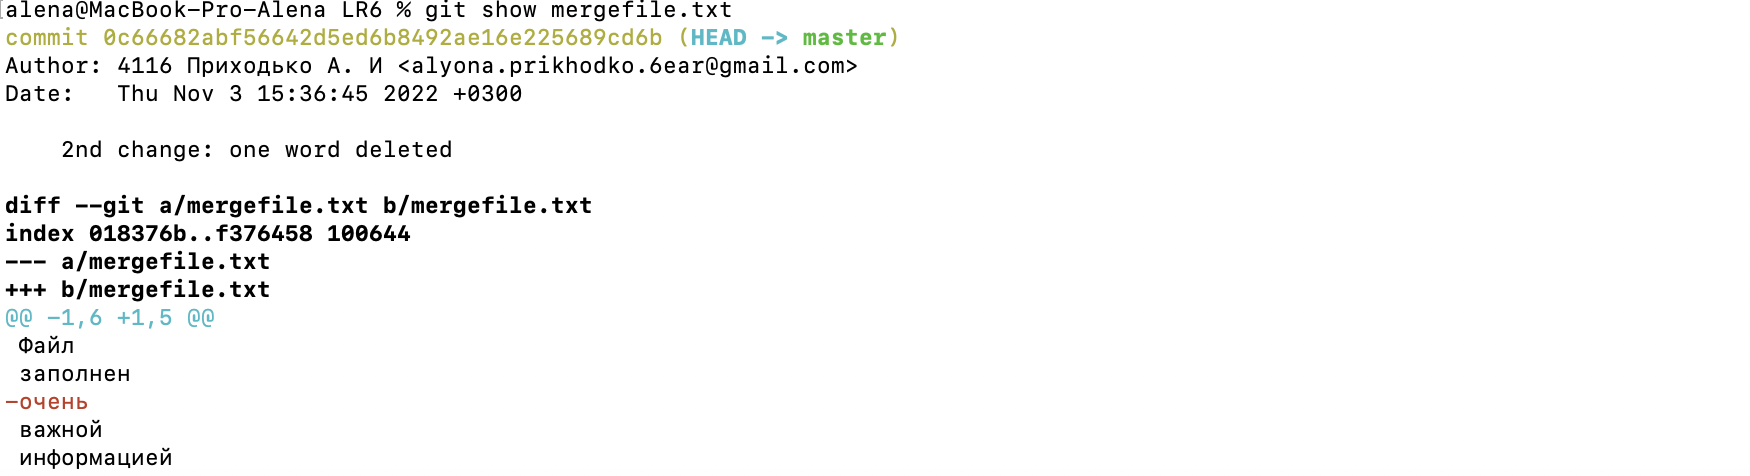 alena@MacBook-Pro-Alena LR6 % git show mergefile.txt
commit 0c66682abf56642d5ed6b8492ae16e225689cd6b (HEAD -> master)
Author: 4116 Приходько А. И <alyona.prikhodko.6ear@gmail.com>
Date:   Thu Nov 3 15:36:45 2022 +0300
    2nd change: one word deleted
diff --git a/mergefile.txt b/mergefile.txt
index 018376b..f376458 100644
--- a/mergefile.txt
+++ b/mergefile.txt
@@ -1,6 +1,5 @@
 Файл
 заполнен
-очень
 важной
 информацией